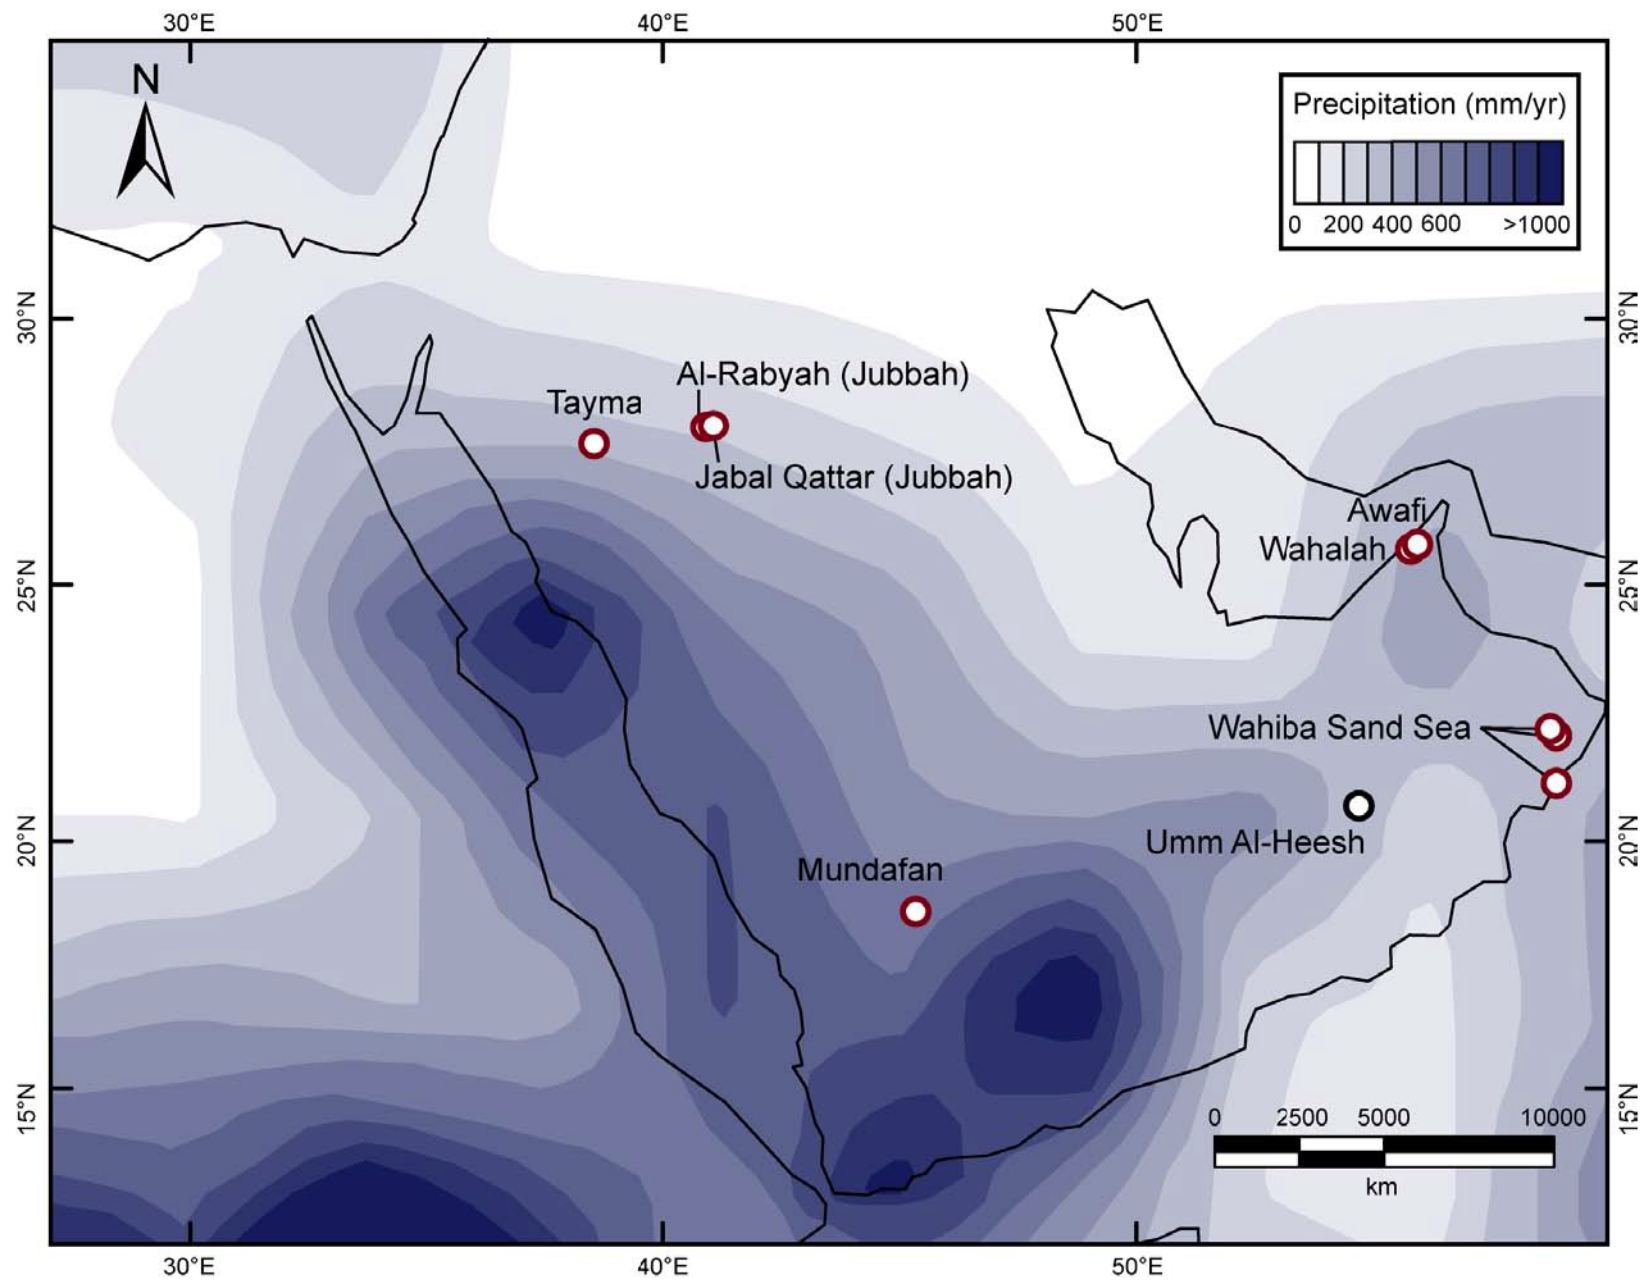 30°E 40°E 50°E
N
Precipitation (mm/yr)
0 200 400 600 >1000
30°N 30°N
Al-Rabyah (Jubbah)
Tayma
Jabal Qattar (Jubbah)
Awafi
Wahalah
25°N 25°N
Wahiba Sand Sea
20°N 20°N
Umm Al-Heesh
Mundafan
15°N 15°N
0 2500 5000 10000
km
30°E 40°E 50°E